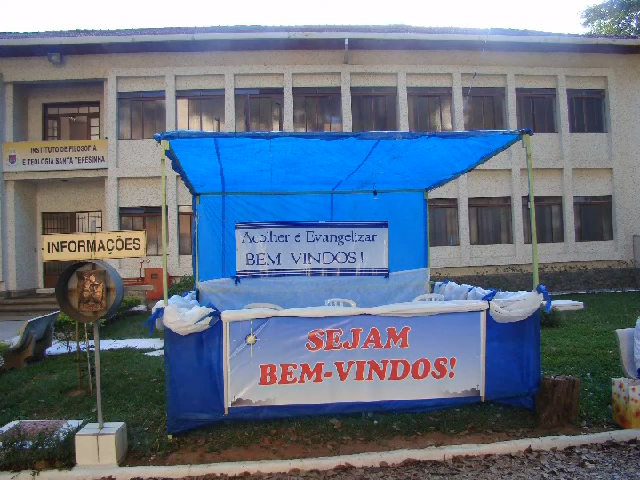 INSTITUTO DE FILOSOFIA
E TEOLOGIA SANTA TERESINHA
INFORMAÇÕES
Acolher é Evangelizar
BEM VINDOS!
SEJAM
BEM-VINDOS!